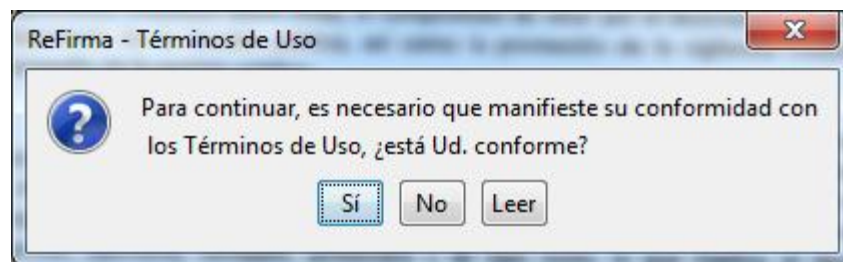 ReFirma - Términos de Uso
Para continuar, es necesario que manifieste su conformidad con
los Términos de Uso, ¿está Ud. conforme?
Sí No Leer